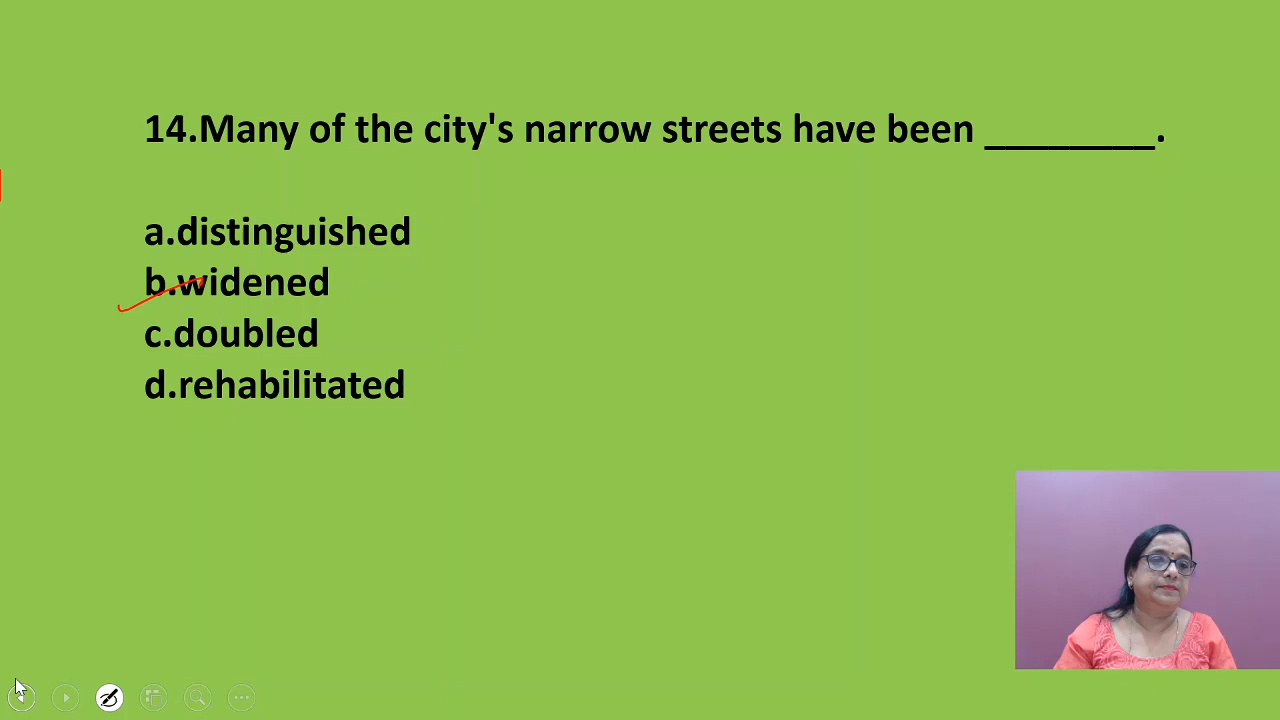 14.Many of the city's narrow streets have been ________.
a.distinguished
b.widened
c.doubled
d.rehabilitated